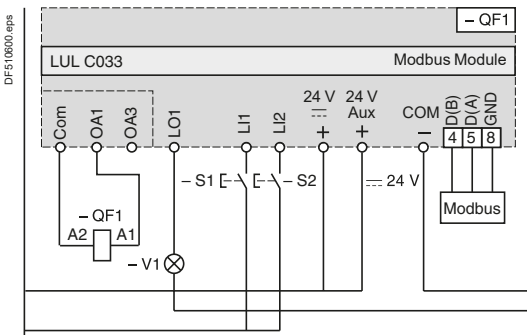 DF510600.eps
– QF1
LUL C033 Modbus Module
Com OA1 OA3 LO1 LI1 LI2 24 V 24 V Aux COM D(B) D(A) GND
+ + – 4 5 8
– S1 – S2 24 V
Modbus
– QF1
A2 A1
– V1